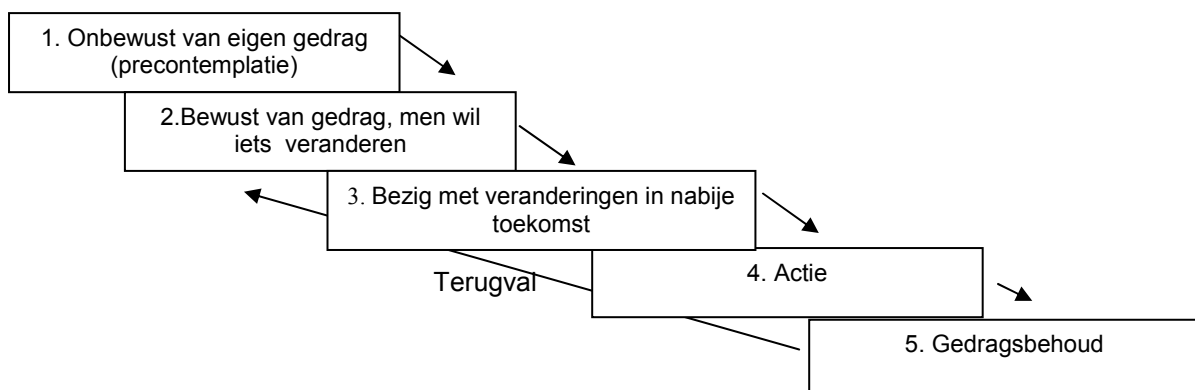 1. Onbewust van eigen gedrag
(precontemplatie)
2.Bewust van gedrag, men wil
iets veranderen
3. Bezig met veranderingen in nabije
toekomst
Terugval
4. Actie
5. Gedragsbehoud